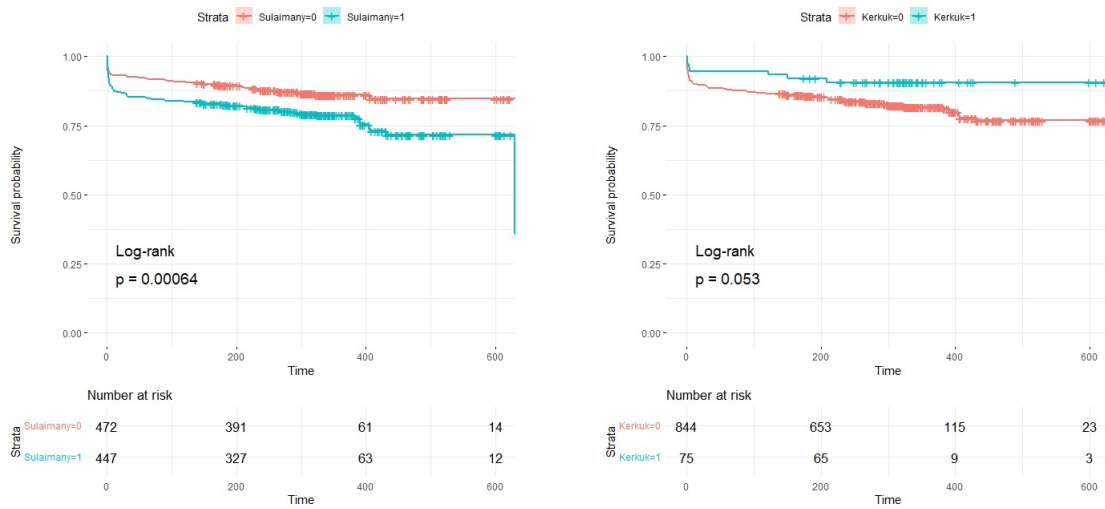 Strata Sulaimany=0 Sulaimany=1
1.00
0.75
0.50
0.25
0.00
Survival probability
Log-rank
p = 0.00064
0 200 400 600
Time
Number at risk
Strata
Sulaimany=0 472 391 61 14
Sulaimany=1 447 327 63 12
0 200 400 600
Time
Strata Kerkuk=0 Kerkuk=1
1.00
0.75
0.50
0.25
0.00
Survival probability
Log-rank
p = 0.053
0 200 400 600
Time
Number at risk
Strata
Kerkuk=0 844 653 115 23
Kerkuk=1 75 65 9 3
0 200 400 600
Time